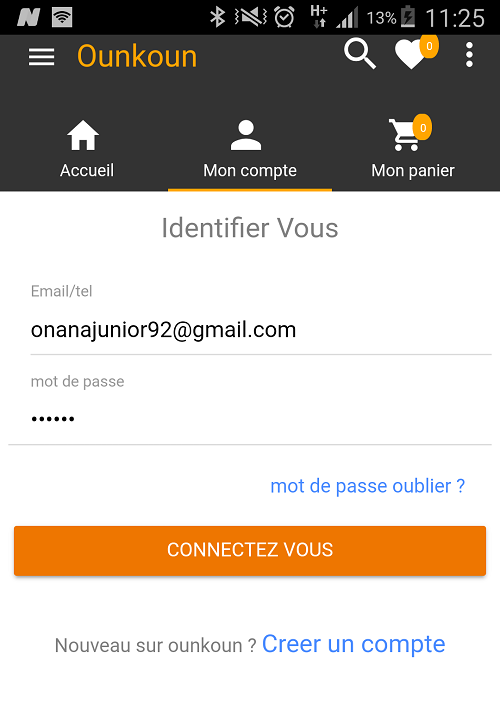 H+ 13% 11:25
Ounkoun 0
0
Accueil Mon compte Mon panier
Identifier Vous
Email/tel
onanajunior92@gmail.com
mot de passe
••••••
mot de passe oublier ?
CONNECTEZ VOUS
Nouveau sur ounkoun ? Creer un compte